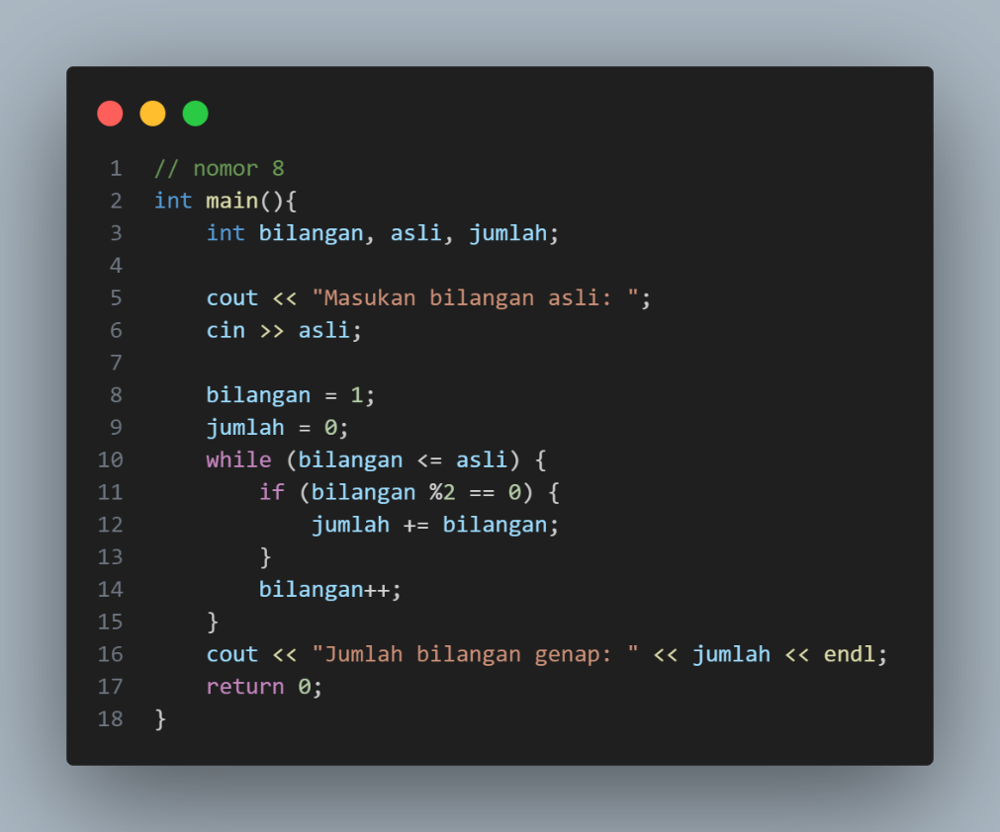 1 // nomor 8
2 int main(){
3     int bilangan, asli, jumlah;
4
5     cout << "Masukan bilangan asli: ";
6     cin >> asli;
7
8     bilangan = 1;
9     jumlah = 0;
10     while (bilangan <= asli) {
11         if (bilangan %2 == 0) {
12             jumlah += bilangan;
13         }
14         bilangan++;
15     }
16     cout << "Jumlah bilangan genap: " << jumlah << endl;
17     return 0;
18 }